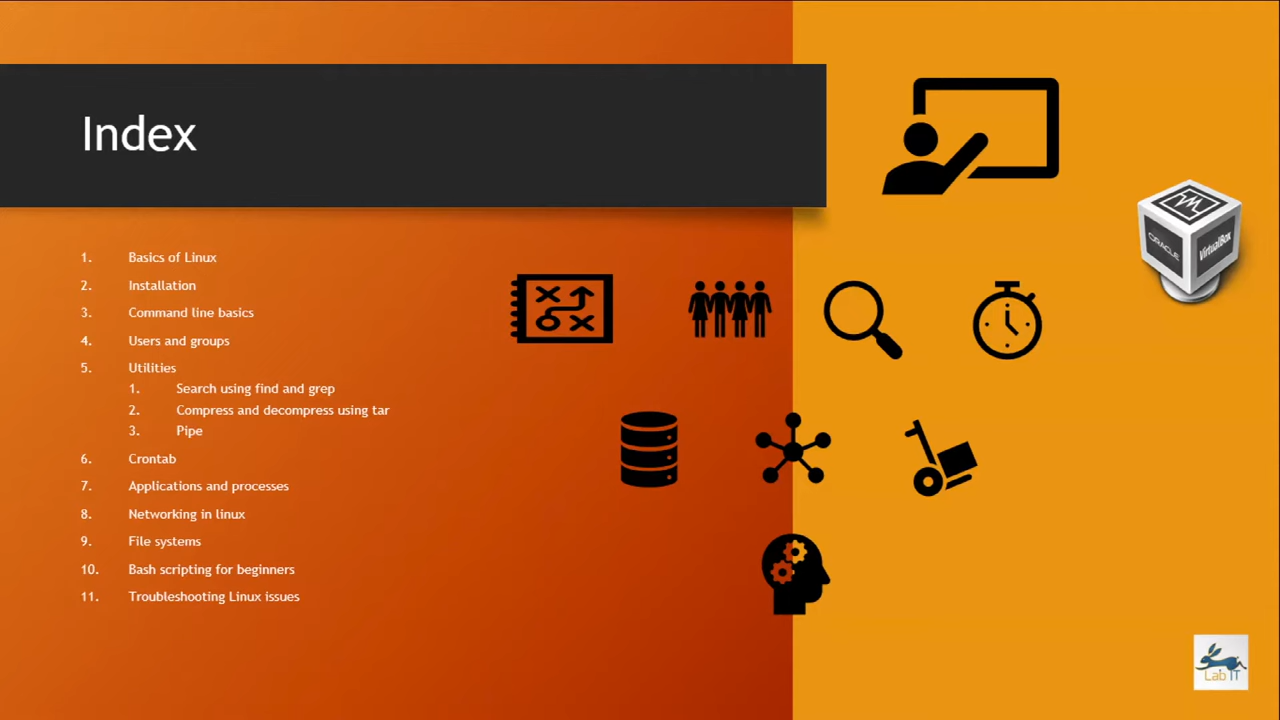 Index
1. Basics of Linux
2. Installation
3. Command line basics
4. Users and groups
5. Utilities
1. Search using find and grep
2. Compress and decompress using tar
3. Pipe
6. Crontab
7. Applications and processes
8. Networking in linux
9. File systems
10. Bash scripting for beginners
11. Troubleshooting Linux issues
ORACLE
VirtualBox
Lab IT